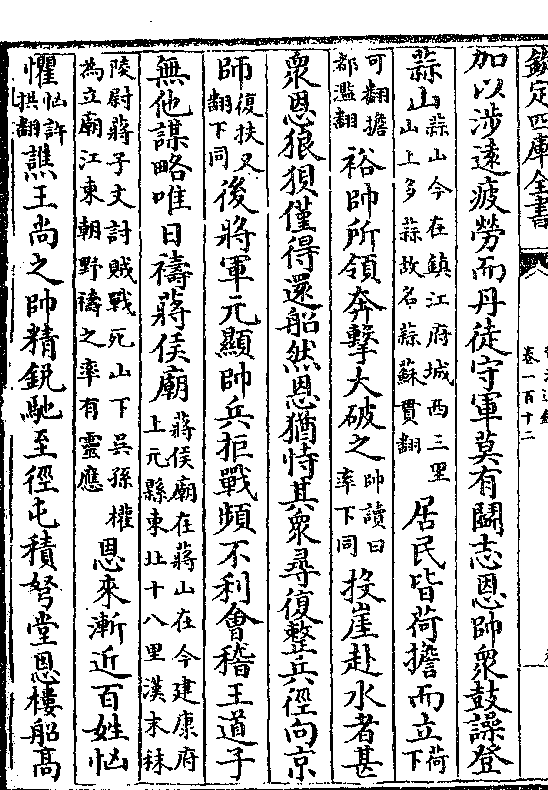 欽定四庫全書
卷一百十二
加以涉遠疲勞而丹徒守軍莫有鬭志恩帥衆鼓譟登
蒜山蒜山今在鎮江府城西三里山上多蒜故名蒜蘇貫翻居民皆荷擔而立荷下
可翻擔都濫翻裕帥所領奔擊大破之帥讀曰率下同投崖赴水者甚
衆恩狼狽僅得還船然恩猶恃其衆尋復整兵徑向京
師復扶又翻下同後將軍元顯帥兵拒戰頻不利會稽王道子
無他謀略唯日禱蔣侯廟蔣侯廟在蔣山在今建康府上元縣東北十八里漢末秣
陵尉蔣子文討賊戰死山下吳孫權為立廟江東朝野禱之率有靈應恩來漸近百姓忷
懼忷許拱翻譙王尚之帥精銳馳至徑屯積弩堂恩樓船高